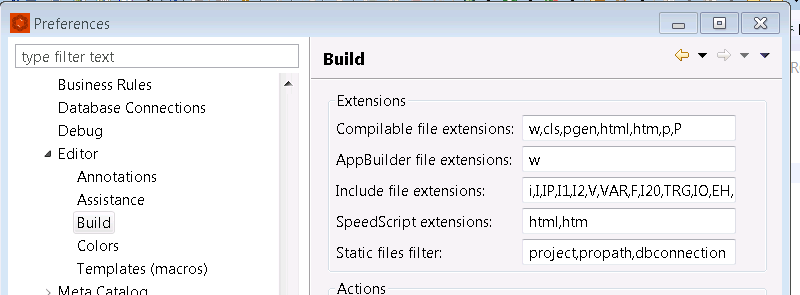 Preferences
type filter text
Business Rules
Database Connections
Debug
Editor
Annotations
Assistance
Build
Colors
Templates (macros)
Meta Catalog
Build
Extensions
Compilable file extensions: w,cls,pgen,html,htm,p,P
AppBuilder file extensions: w
Include file extensions: i,I,IP,I1,I2,V,VAR,F,I20,TRG,IO,EH,
SpeedScript extensions: html,htm
Static files filter: project,propath,dbconnection
Actions